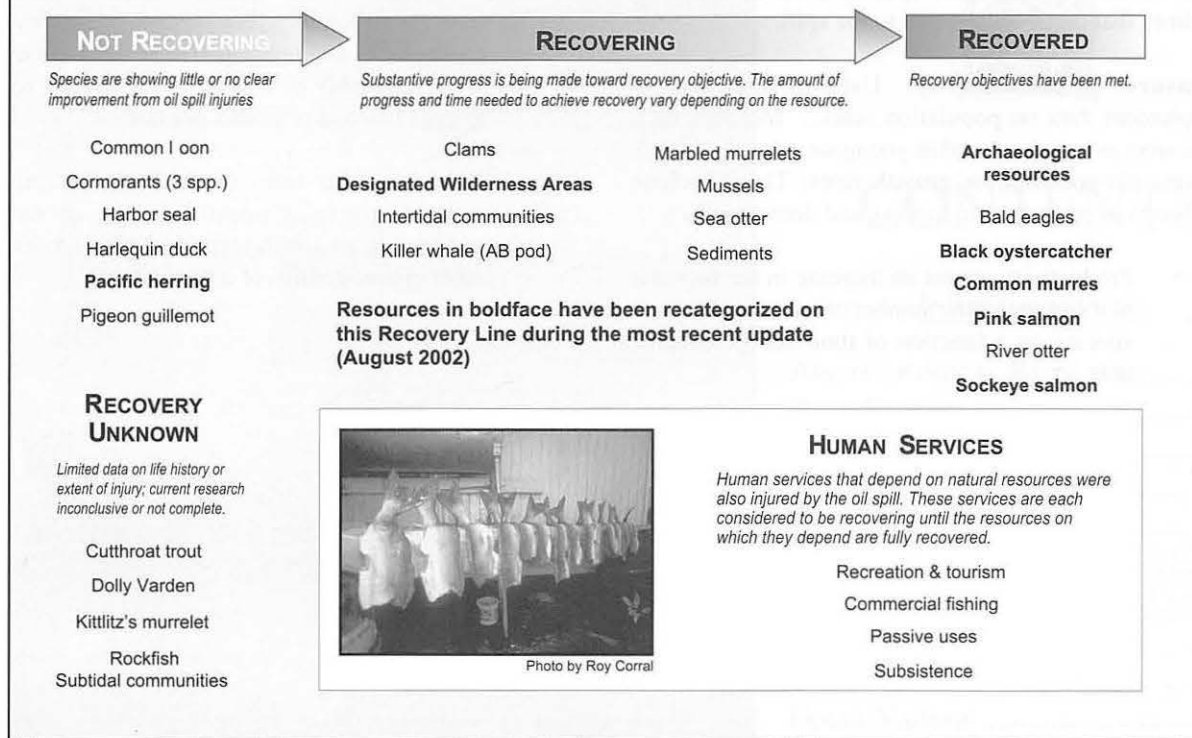 NOT RECOVERING
Species are showing little or no clear
improvement from oil spill injuries
Common l oon
Cormorants (3 spp.)
Harbor seal
Harlequin duck
Pacific herring
Pigeon guillemot
RECOVERING
Substantive progress is being made toward recovery objective. The amount of
progress and time needed to achieve recovery vary depending on the resource.
Clams
Designated Wilderness Areas
Intertidal communities
Killer whale (AB pod)
Marbled murrelets
Mussels
Sea otter
Sediments
Resources in boldface have been recategorized on
this Recovery Line during the most recent update
(August 2002)
RECOVERED
Recovery objectives have been met.
Archaeological
resources
Bald eagles
Black oystercatcher
Common murres
Pink salmon
River otter
Sockeye salmon
RECOVERY
UNKNOWN
Limited data on life history or
extent of injury; current research
inconclusive or not complete.
Cutthroat trout
Dolly Varden
Kittlitz's murrelet
Rockfish
Subtidal communities
Photo by Roy Corral
HUMAN SERVICES
Human services that depend on natural resources were
also injured by the oil spill. These services are each
considered to be recovering until the resources on
which they depend are fully recovered.
Recreation & tourism
Commercial fishing
Passive uses
Subsistence